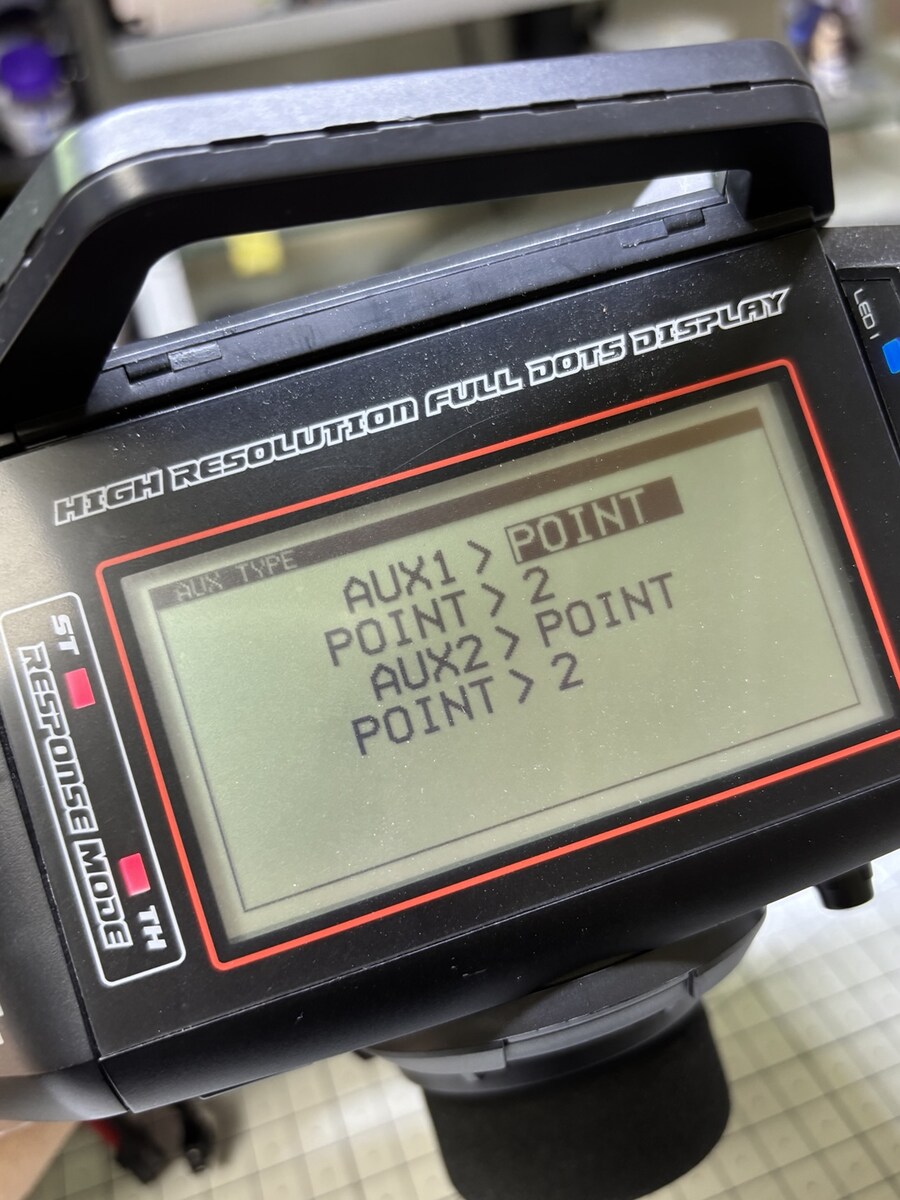 HIGH RESOLUTION FULL DOTS DISPLAY
LED 1
AUX TYPE
AUX1 > POINT
POINT > 2
AUX2 > POINT
POINT > 2
ST
RESPONSE MODE
TH